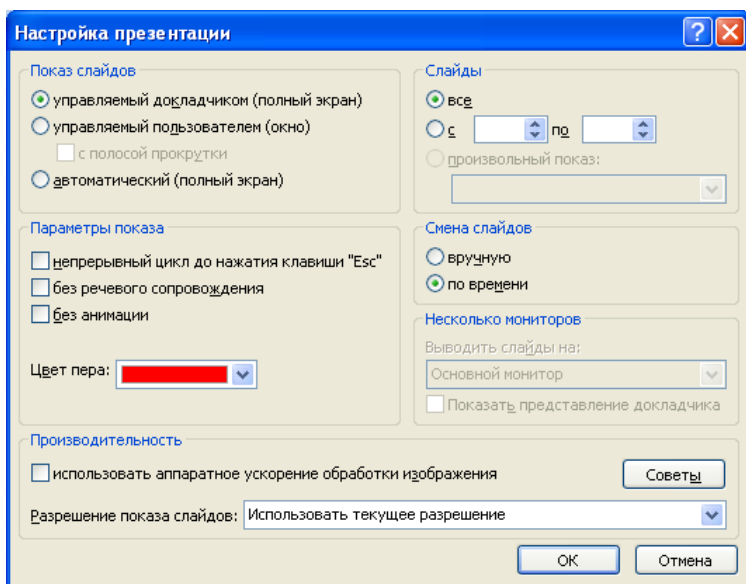 Настройка презентации
Показ слайдов
управляемый докладчиком (полный экран)
управляемый пользователем (окно)
с полосой прокрутки
автоматический (полный экран)
Слайды
все
с по
произвольный показ:
Параметры показа
непрерывный цикл до нажатия клавиши "Esc"
без речевого сопровождения
без анимации
Цвет пера:
Смена слайдов
вручную
по времени
Несколько мониторов
Выводить слайды на:
Основной монитор
Показать представление докладчика
Производительность
использовать аппаратное ускорение обработки изображения
Советы
Разрешение показа слайдов: Использовать текущее разрешение
ОК Отмена